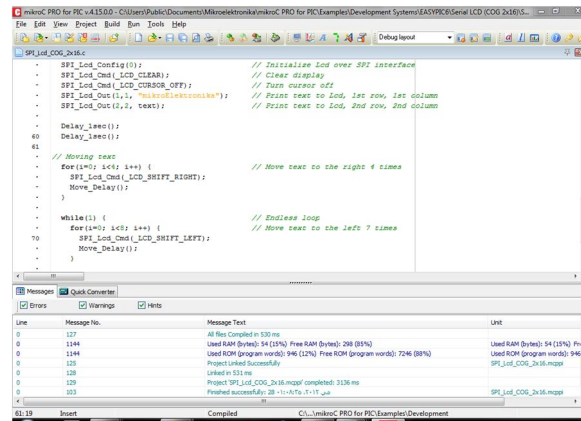 mikroC PRO for PIC v.4.15.0.0 - C:\Users\Public\Documents\Mikroelektronika\mikroC PRO for PIC\Examples\Development Systems\EASYPIC6\Serial LCD (COG 2x16)\S...
File Edit View Project Build Run Tools Help
Debug layout
SPI_Lcd_COG_2x16.c
SPI_Lcd_Config(0); // Initialize Lcd over SPI interface
SPI_Lcd_Cmd(_LCD_CLEAR); // Clear display
SPI_Lcd_Cmd(_LCD_CURSOR_OFF); // Turn cursor off
SPI_Lcd_Out(1,1, "mikroElektronika"); // Print text to Lcd, 1st row, 1st column
SPI_Lcd_Out(2,2, text); // Print text to Lcd, 2nd row, 2nd column
Delay_1sec();
60 Delay_1sec();
61
// Moving text
for(i=0; i<4; i++) { // Move text to the right 4 times
SPI_Lcd_Cmd(_LCD_SHIFT_RIGHT);
Move_Delay();
}
while(1) { // Endless loop
for(i=0; i<8; i++) { // Move text to the left 7 times
70 SPI_Lcd_Cmd(_LCD_SHIFT_LEFT);
Move_Delay();
}
Messages Quick Converter
Errors Warnings Hints
Line Message No. Message Text Unit
0 127 All files Compiled in 530 ms
0 1144 Used RAM (bytes): 54 (15%) Free RAM (bytes): 298 (85%) Used RAM (bytes): 54 (15%) Fr
0 1144 Used ROM (program words): 946 (12%) Free ROM (program words): 7246 (88%) Used ROM (program words): 946
0 125 Project Linked Successfully SPI_Lcd_COG_2x16.mcppi
0 128 Linked in 531 ms
0 129 Project 'SPI_Lcd_COG_2x16.mcppi' completed: 3136 ms
0 103 Finished successfully: 28 SPI_Lcd_COG_2x16.mcppi
61:19 Insert Compiled C:\...\mikroC PRO for PIC\Examples\Development